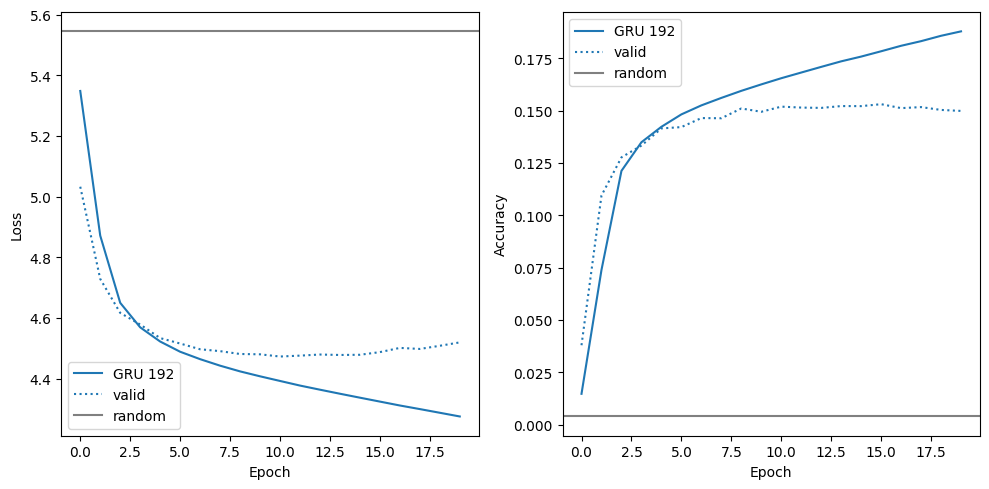 5.6
5.4
5.2
5.0
4.8
4.6
4.4
Loss
GRU 192
valid
random
0.0 2.5 5.0 7.5 10.0 12.5 15.0 17.5
Epoch
0.175
0.150
0.125
0.100
0.075
0.050
0.025
0.000
Accuracy
GRU 192
valid
random
0.0 2.5 5.0 7.5 10.0 12.5 15.0 17.5
Epoch